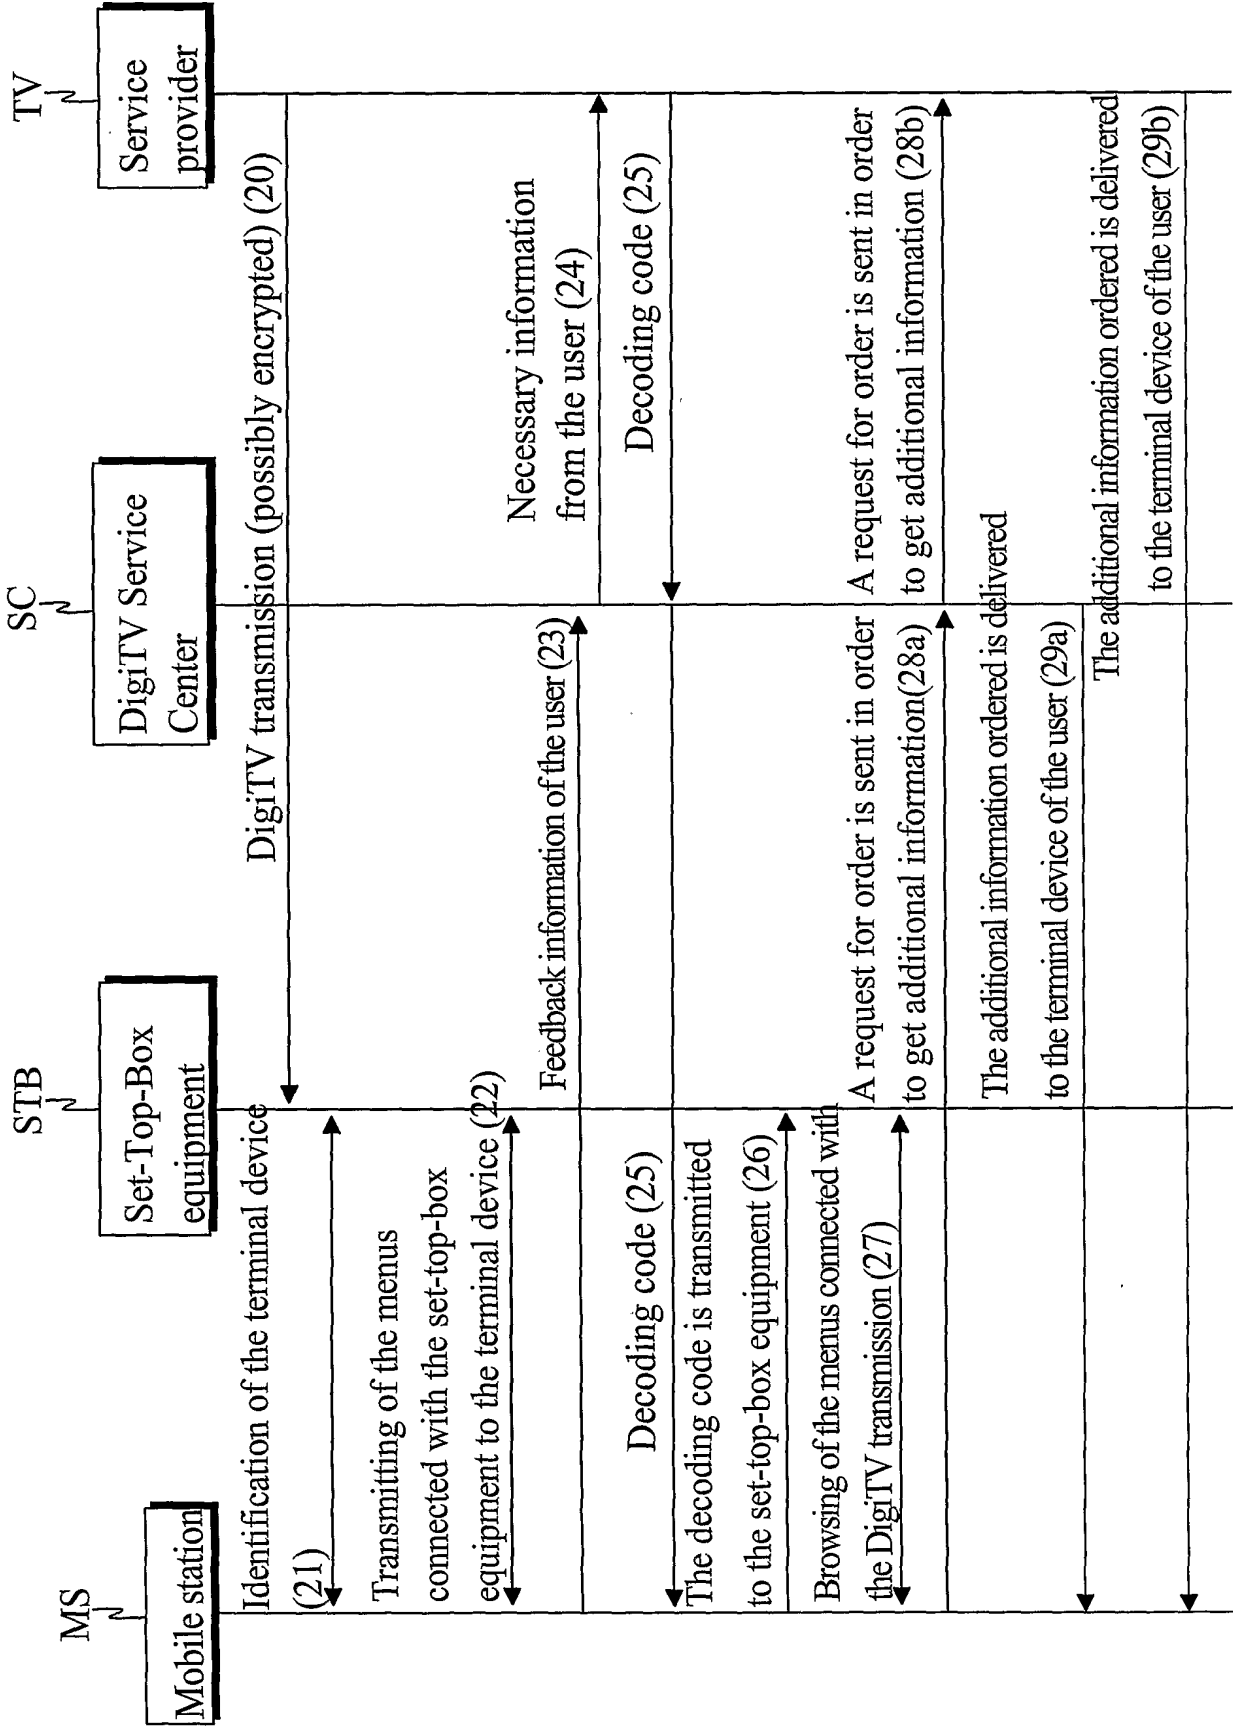 MS
STB
SC
TV
Mobile station
Set-Top-Box
equipment
DigiTV Service
Center
Service
provider
DigiTV transmission (possibly encrypted) (20)
Identification of the terminal device
(21)
Transmitting of the menus
connected with the set-top-box
equipment to the terminal device (22)
Feedback information of the user (23)
Necessary information
from the user (24)
Decoding code (25)
Decoding code (25)
The decoding code is transmitted
to the set-top-box equipment (26)
Browsing of the menus connected with
the DigiTV transmission (27)
A request for order is sent in order
to get additional information(28a)
A request for order is sent in order
to get additional information (28b)
The additional information ordered is delivered
to the terminal device of the user (29a)
The additional information ordered is delivered
to the terminal device of the user (29b)